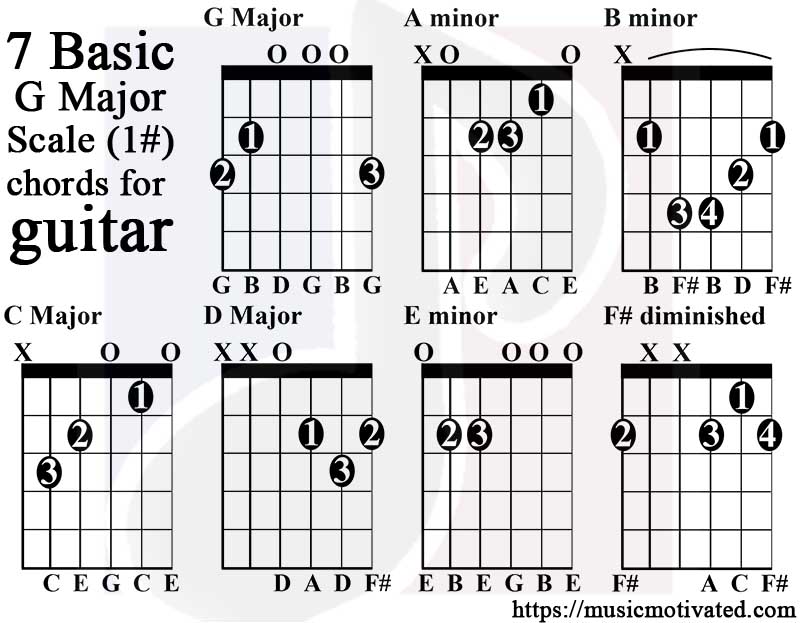 7 Basic
G Major
Scale (1#)
chords for
guitar
G Major
O O O
1
2 3
G B D G B G
A minor
X O O
1
2 3
A E A C E
B minor
X
1 1
2
3 4
B F# B D F#
C Major
X O O
1
2
3
C E G C E
D Major
X X O
1 2
3
D A D F#
E minor
O O O O
2 3
E B E G B E
F# diminished
X X
1
2 3 4
F# A C F#
https://musicmotivated.com